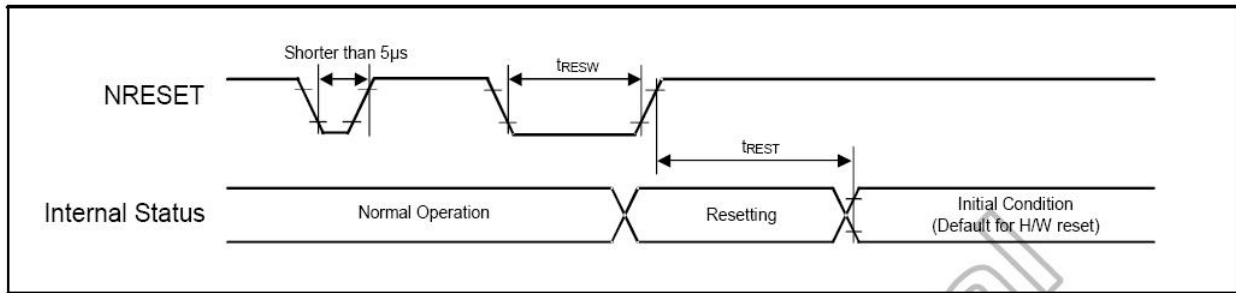 Shorter than 5µs
tRESW
NRESET
tREST
Internal Status
Normal Operation
Resetting
Initial Condition
(Default for H/W reset)